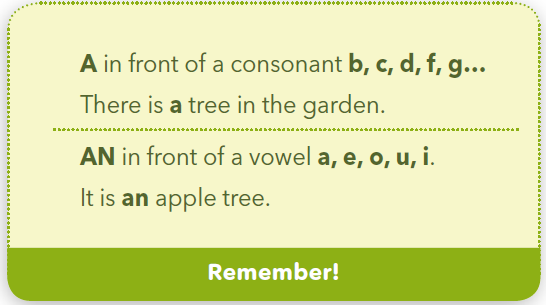 A in front of a consonant b, c, d, f, g...
There is a tree in the garden.
AN in front of a vowel a, e, o, u, i.
It is an apple tree.
Remember!